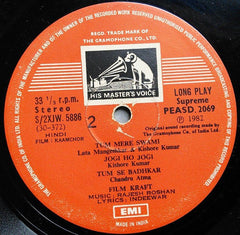 REGD. TRADE MARK OF
THE GRAMOPHONE CO., LTD.
HIS MASTER'S VOICE
33 ⅓ r.p.m.
Stereo
S/2XJW. 5886
(30-372)
HINDI
FILM : KAAMCHOR
2
LONG PLAY
Supreme
PEASD. 2069
℗ 1982
Indian sound recording made by
The Gramophone Co. of India Ltd.
TUM MERE SWAMI
Lata Mangeshkar & Kishore Kumar
JOGI HO JOGI
Kishore Kumar
TUM SE BADHKAR
Chandru Atma
FILM KRAFT
MUSIC : RAJESH ROSHAN
LYRICS : INDEEWAR
EMI
MADE IN INDIA